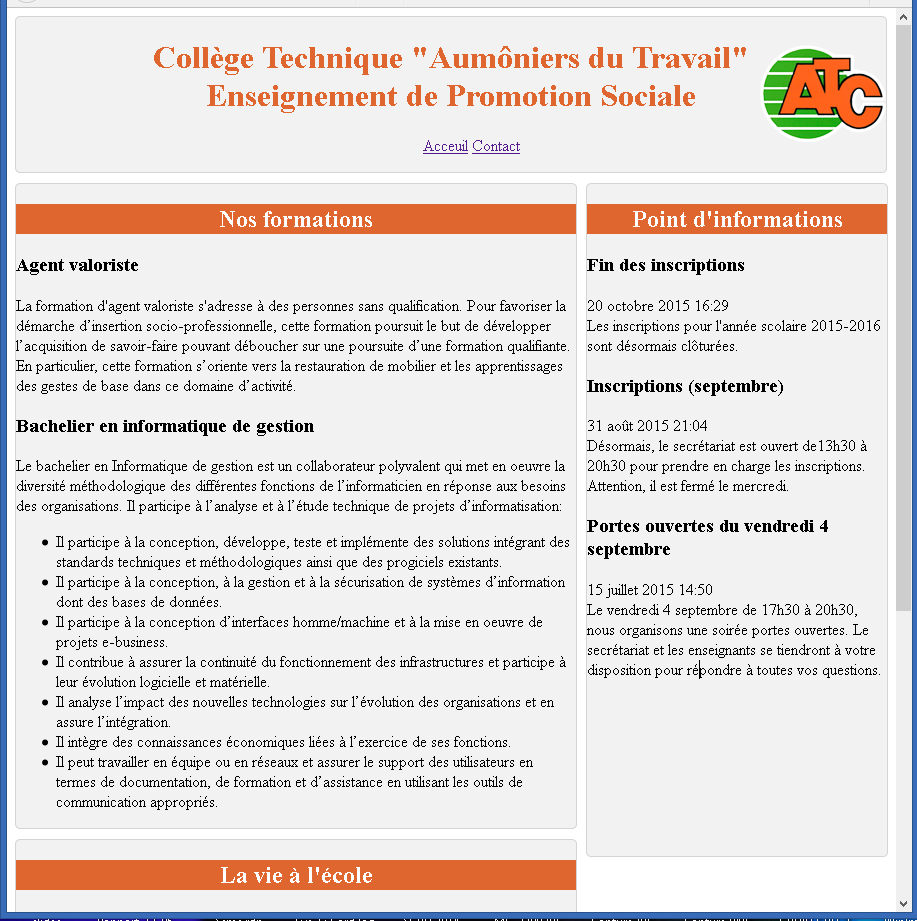 Collège Technique "Aumôniers du Travail"
Enseignement de Promotion Sociale
ATC
Acceuil Contact
Nos formations
Agent valoriste
La formation d'agent valoriste s'adresse à des personnes sans qualification. Pour favoriser la
démarche d’insertion socio-professionnelle, cette formation poursuit le but de développer
l’acquisition de savoir-faire pouvant déboucher sur une poursuite d’une formation qualifiante.
En particulier, cette formation s’oriente vers la restauration de mobilier et les apprentissages
des gestes de base dans ce domaine d’activité.
Bachelier en informatique de gestion
Le bachelier en Informatique de gestion est un collaborateur polyvalent qui met en oeuvre la
diversité méthodologique des différentes fonctions de l’informaticien en réponse aux besoins
des organisations. Il participe à l’analyse et à l’étude technique de projets d’informatisation:
• Il participe à la conception, développe, teste et implémente des solutions intégrant des
standards techniques et méthodologiques ainsi que des progiciels existants.
• Il participe à la conception, à la gestion et à la sécurisation de systèmes d’information
dont des bases de données.
• Il participe à la conception d’interfaces homme/machine et à la mise en oeuvre de
projets e-business.
• Il contribue à assurer la continuité du fonctionnement des infrastructures et participe à
leur évolution logicielle et matérielle.
• Il analyse l’impact des nouvelles technologies sur l’évolution des organisations et en
assure l’intégration.
• Il intègre des connaissances économiques liées à l’exercice de ses fonctions.
• Il peut travailler en équipe ou en réseaux et assurer le support des utilisateurs en
termes de documentation, de formation et d’assistance en utilisant les outils de
communication appropriés.
La vie à l'école
Point d'informations
Fin des inscriptions
20 octobre 2015 16:29
Les inscriptions pour l'année scolaire 2015-2016
sont désormais clôturées.
Inscriptions (septembre)
31 août 2015 21:04
Désormais, le secrétariat est ouvert de13h30 à
20h30 pour prendre en charge les inscriptions.
Attention, il est fermé le mercredi.
Portes ouvertes du vendredi 4
septembre
15 juillet 2015 14:50
Le vendredi 4 septembre de 17h30 à 20h30,
nous organisons une soirée portes ouvertes. Le
secrétariat et les enseignants se tiendront à votre
disposition pour répondre à toutes vos questions.